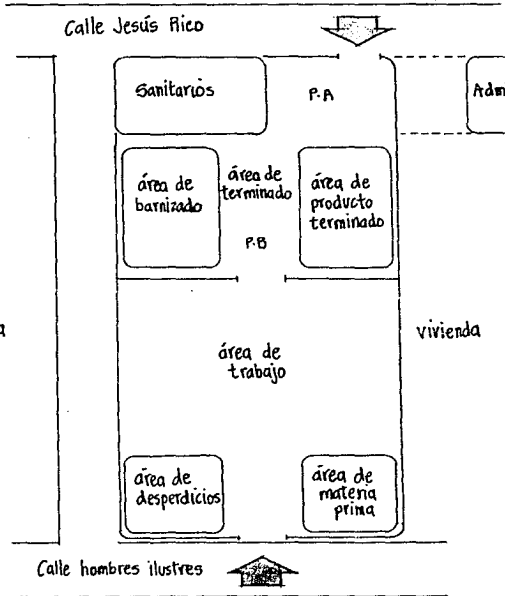 Calle Jesús Rico
Sanitarios
P.A
Adm
área de
barnizado
área de
terminado
área de
producto
terminado
P.B
a
vivienda
área de
trabajo
área de
desperdicios
área de
materia
prima
Calle hombres ilustres